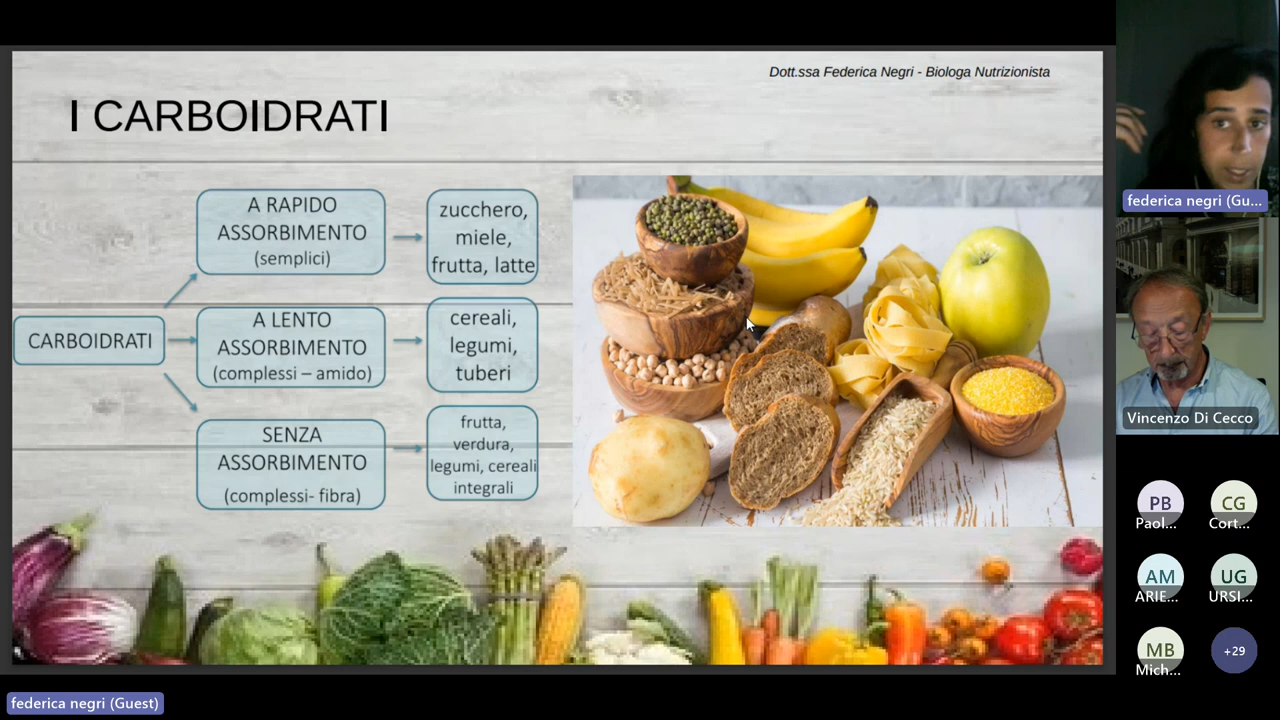 Dott.ssa Federica Negri - Biologa Nutrizionista
I CARBOIDRATI
CARBOIDRATI
A RAPIDO
ASSORBIMENTO
(semplici)
zucchero,
miele,
frutta, latte
A LENTO
ASSORBIMENTO
(complessi – amido)
cereali,
legumi,
tuberi
SENZA
ASSORBIMENTO
(complessi- fibra)
frutta,
verdura,
legumi, cereali
integrali
federica negri (Gu...
Vincenzo Di Cecco
PB
Paol...
CG
Cort...
AM
ARIE...
UG
URSI...
MB
Mich...
+29
federica negri (Guest)